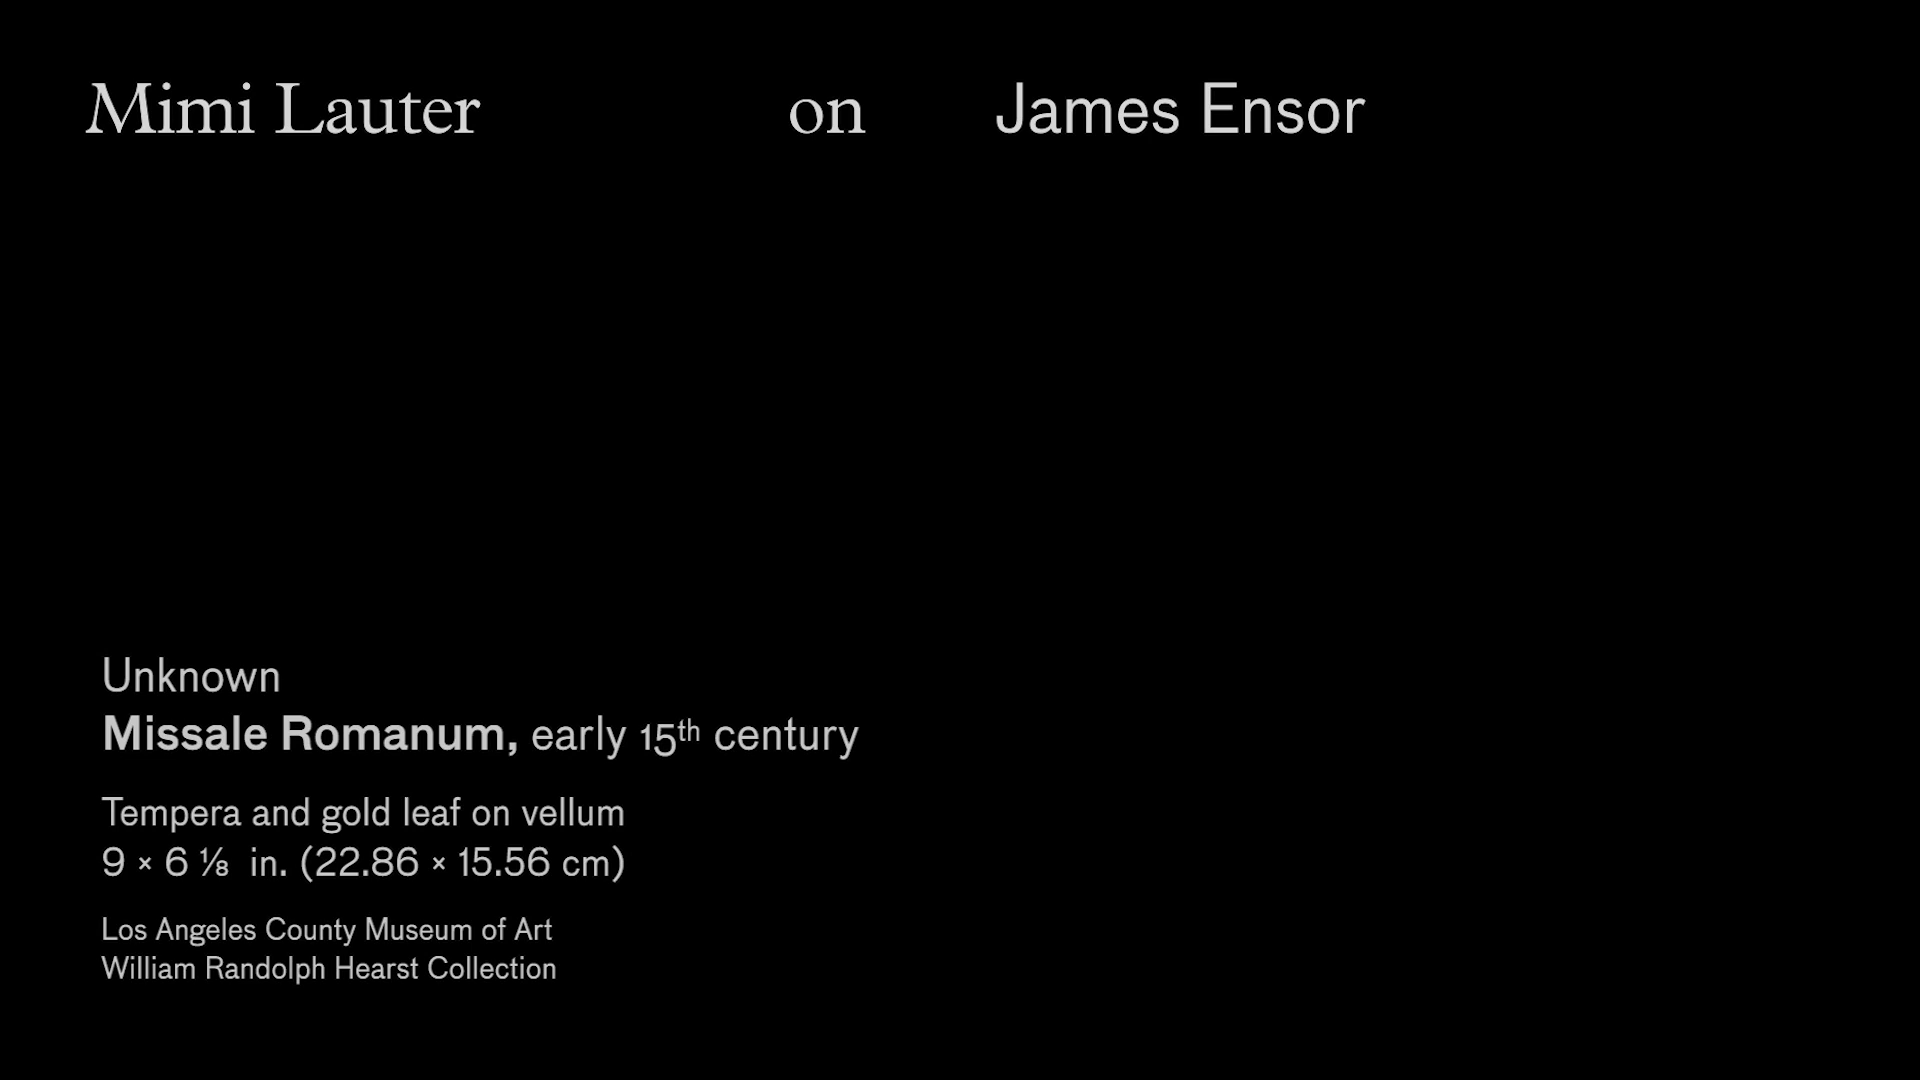 Mimi Lauter on James Ensor
Unknown
Missale Romanum, early 15th century
Tempera and gold leaf on vellum
9 × 6 ⅛ in. (22.86 × 15.56 cm)
Los Angeles County Museum of Art
William Randolph Hearst Collection